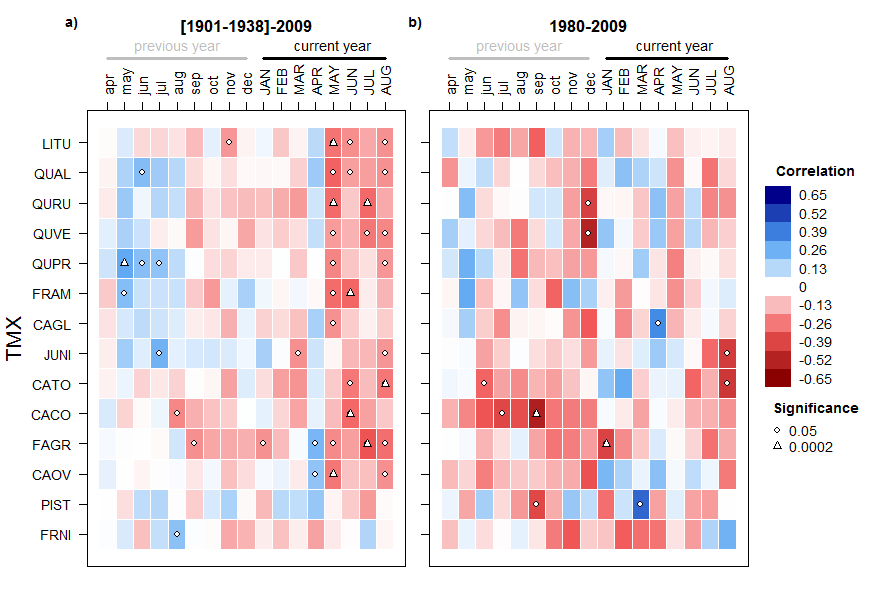 a) [1901-1938]-2009
previous year current year
apr may jun jul aug sep oct nov dec JAN FEB MAR APR MAY JUN JUL AUG
b) 1980-2009
previous year current year
apr may jun jul aug sep oct nov dec JAN FEB MAR APR MAY JUN JUL AUG
TMX
LITU
QUAL
QURU
QUVE
QUPR
FRAM
CAGL
JUNI
CATO
CACO
FAGR
CAOV
PIST
FRNI
Correlation
0.65
0.52
0.39
0.26
0.13
0
-0.13
-0.26
-0.39
-0.52
-0.65
Significance
0.05
0.0002